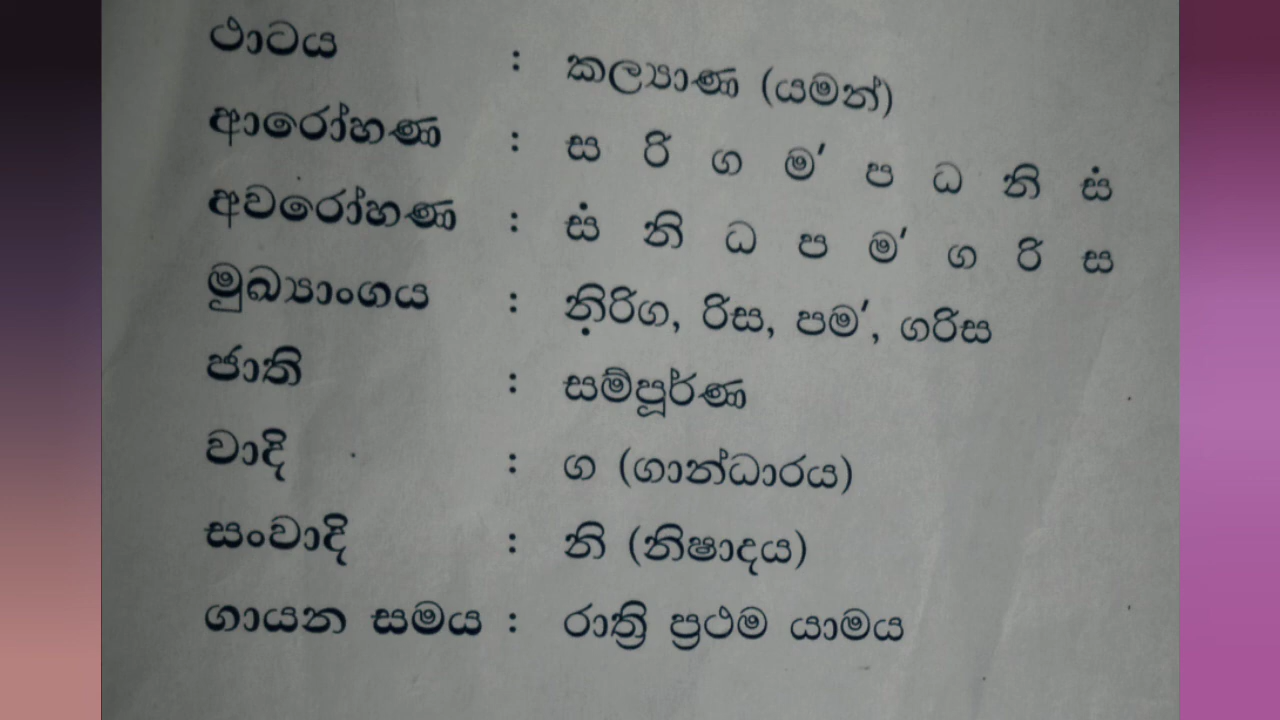 ථාටය : කල්‍යාණ (යමන්)
ආරෝහණ : ස රි ග ම' ප ධ නි ස්‍ං
අවරෝහණ : සං නි ධ ප ම' ග රි ස
මුඛ්‍යාංගය : නි̣රිග, රිස, පම', ගරිස
ජාති : සම්පූර්ණ
වාදි : ග (ගාන්ධාරය)
සංවාදි : නි (නිෂාදය)
ගායන සමය : රාත්‍රි ප්‍රථම යාමය